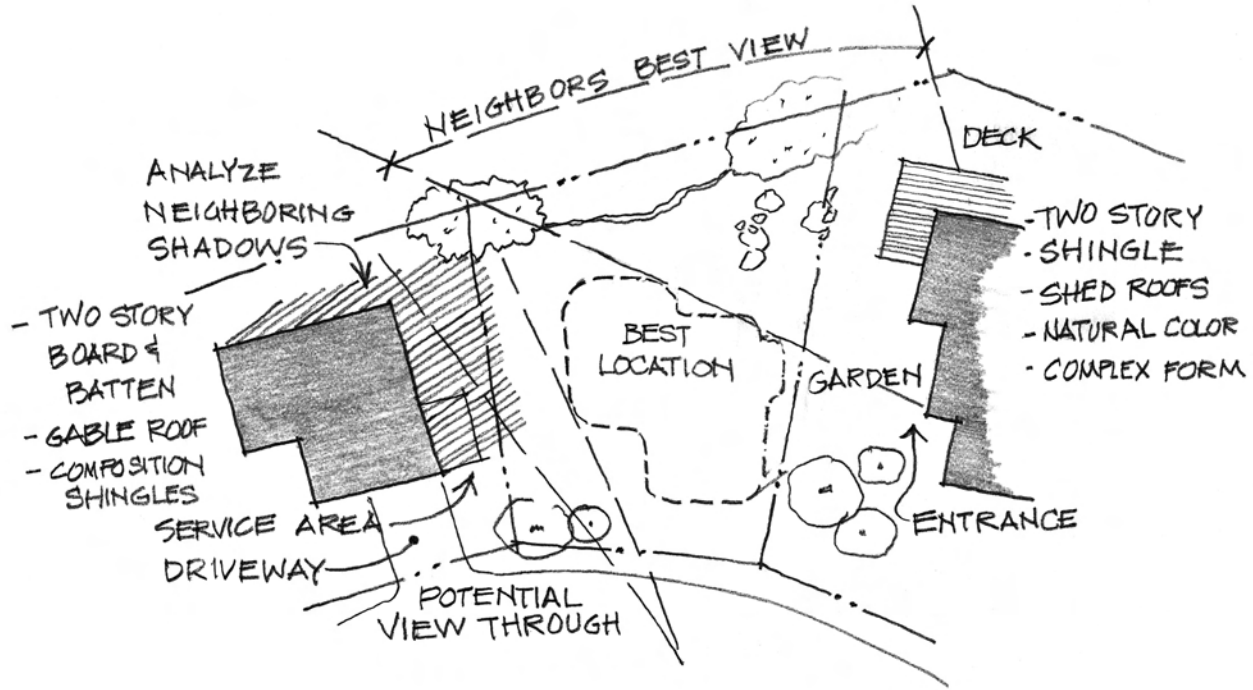 NEIGHBORS BEST VIEW
ANALYZE
NEIGHBORING
SHADOWS
- TWO STORY
BOARD &
BATTEN
- GABLE ROOF
- COMPOSITION
SHINGLES
SERVICE AREA
DRIVEWAY
POTENTIAL
VIEW THROUGH
BEST
LOCATION
GARDEN
DECK
- TWO STORY
- SHINGLE
- SHED ROOFS
- NATURAL COLOR
- COMPLEX FORM
ENTRANCE